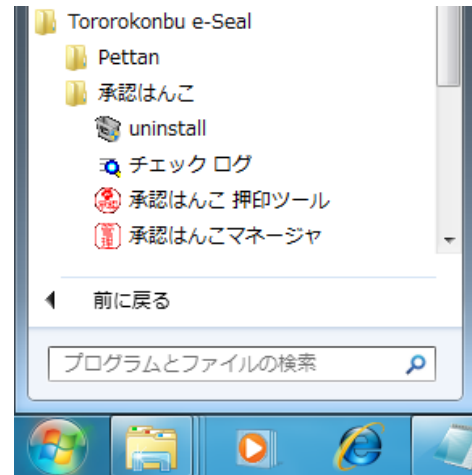 Tororokonbu e-Seal
Pettan
承認はんこ
uninstall
チェック ログ
承認はんこ 押印ツール
承認はんこマネージャ
前に戻る
プログラムとファイルの検索